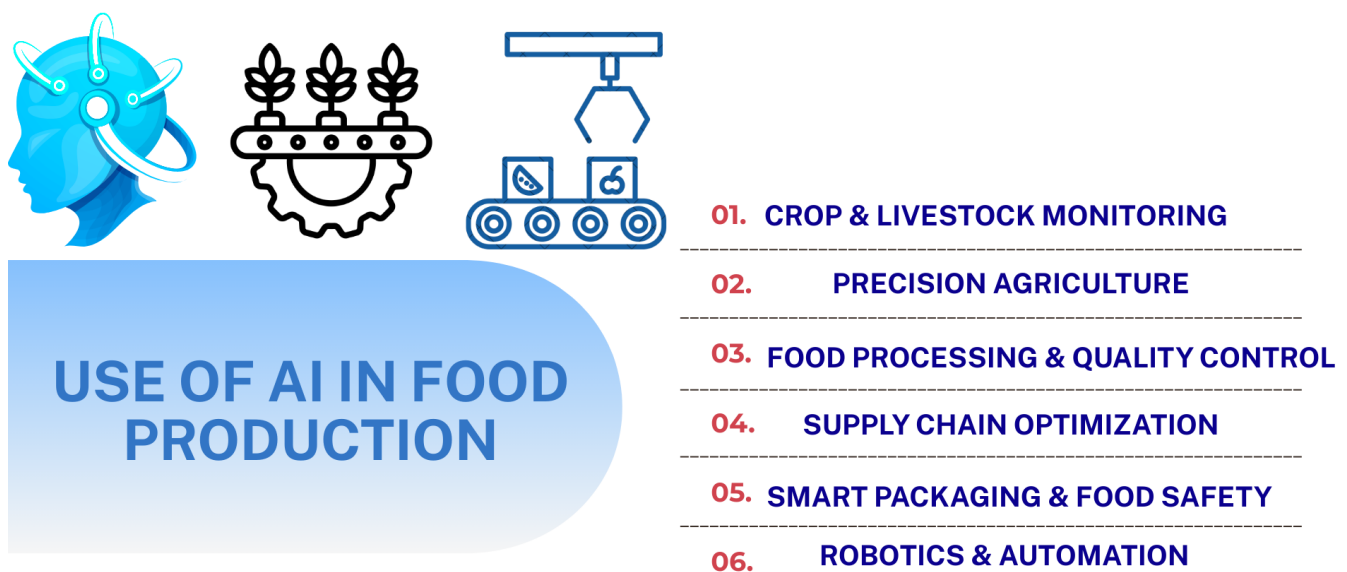 USE OF AI IN FOOD
PRODUCTION
01. CROP & LIVESTOCK MONITORING
02. PRECISION AGRICULTURE
03. FOOD PROCESSING & QUALITY CONTROL
04. SUPPLY CHAIN OPTIMIZATION
05. SMART PACKAGING & FOOD SAFETY
06. ROBOTICS & AUTOMATION